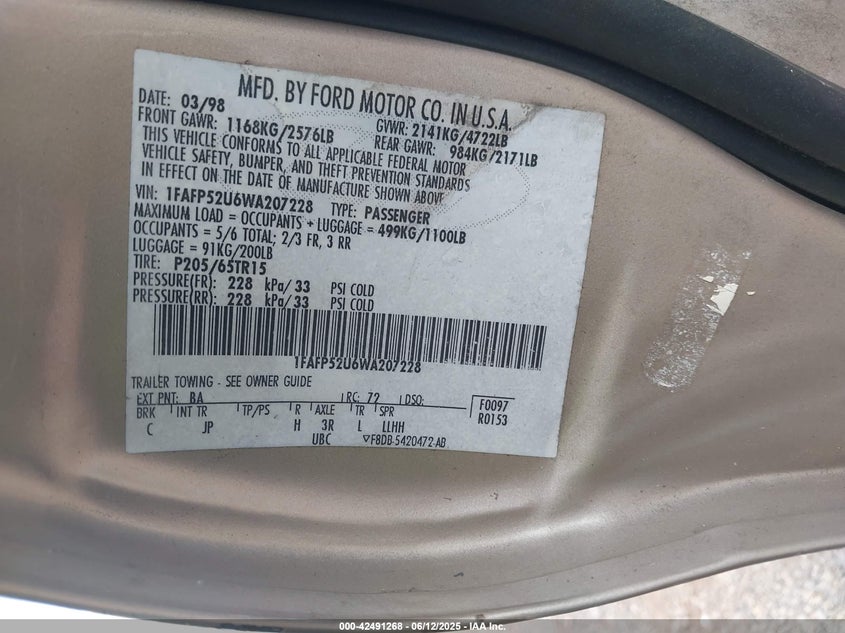 MFD. BY FORD MOTOR CO. IN U.S.A.
DATE: 03/98 GVWR: 2141KG/4722LB
FRONT GAWR: 1168KG/2576LB REAR GAWR: 984KG/2171LB
THIS VEHICLE CONFORMS TO ALL APPLICABLE FEDERAL MOTOR
VEHICLE SAFETY, BUMPER, AND THEFT PREVENTION STANDARDS
IN EFFECT ON THE DATE OF MANUFACTURE SHOWN ABOVE
VIN: 1FAFP52U6WA207228 TYPE: PASSENGER
MAXIMUM LOAD = OCCUPANTS + LUGGAGE = 499KG/1100LB
OCCUPANTS = 5/6 TOTAL; 2/3 FR, 3 RR
LUGGAGE = 91KG/200LB
TIRE: P205/65TR15
PRESSURE(FR): 228 kPa/33 PSI COLD
PRESSURE(RR): 228 kPa/33 PSI COLD
1FAFP52U6WA207228
TRAILER TOWING - SEE OWNER GUIDE
EXT PNT: BA RC: 72 DSO: F0097
BRK INT TR TP/PS R AXLE TR SPR R0153
C JP H 3R L LLHH
UBC ▽F8DB-5420472-AB
000-42491268 - 06/12/2025 - IAA Inc.